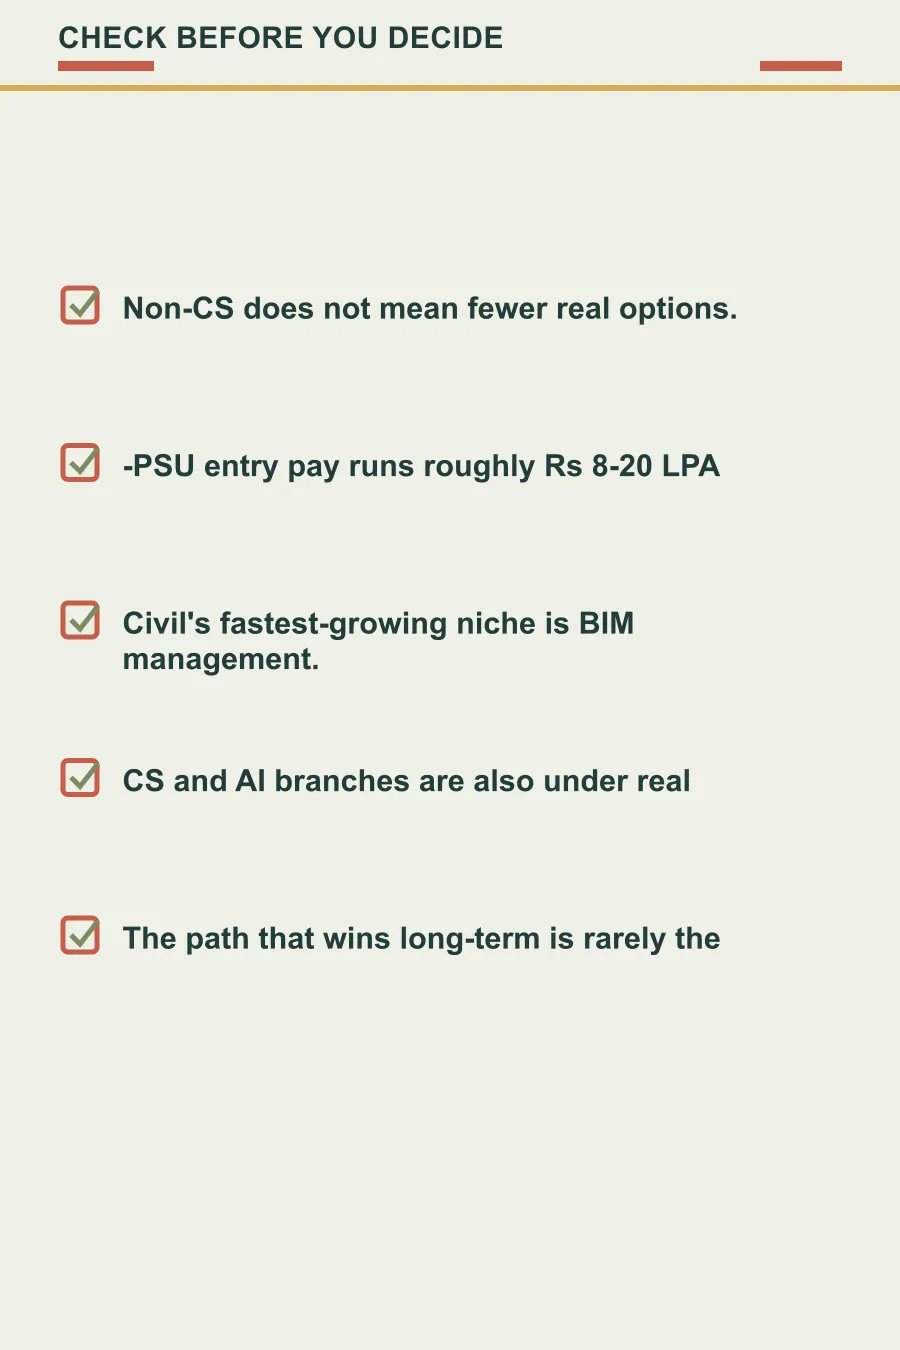 CHECK BEFORE YOU DECIDE
Non-CS does not mean fewer real options.
-PSU entry pay runs roughly Rs 8-20 LPA
Civil's fastest-growing niche is BIM
management.
CS and AI branches are also under real
The path that wins long-term is rarely the